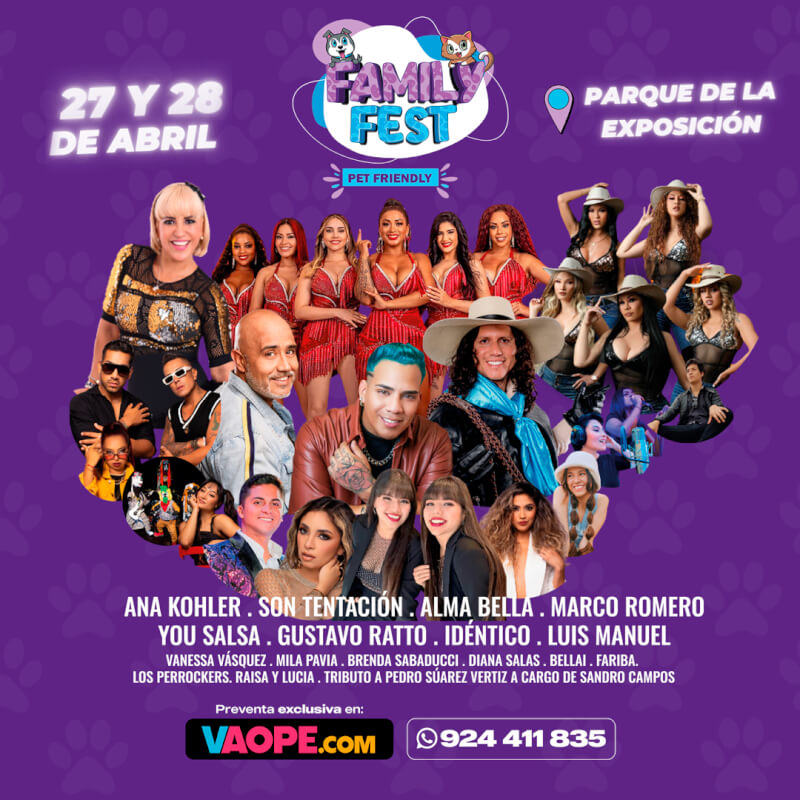 FAMILY
FEST
PET FRIENDLY
27 Y 28
DE ABRIL
PARQUE DE LA
EXPOSICIÓN
ANA KOHLER . SON TENTACIÓN . ALMA BELLA . MARCO ROMERO
YOU SALSA . GUSTAVO RATTO . IDÉNTICO . LUIS MANUEL
VANESSA VÁSQUEZ . MILA PAVIA . BRENDA SABADUCCI . DIANA SALAS . BELLAI . FARIBA.
LOS PERROCKERS. RAISA Y LUCIA . TRIBUTO A PEDRO SÚAREZ VERTIZ A CARGO DE SANDRO CAMPOS
Preventa exclusiva en:
VAOPE.COM
924 411 835